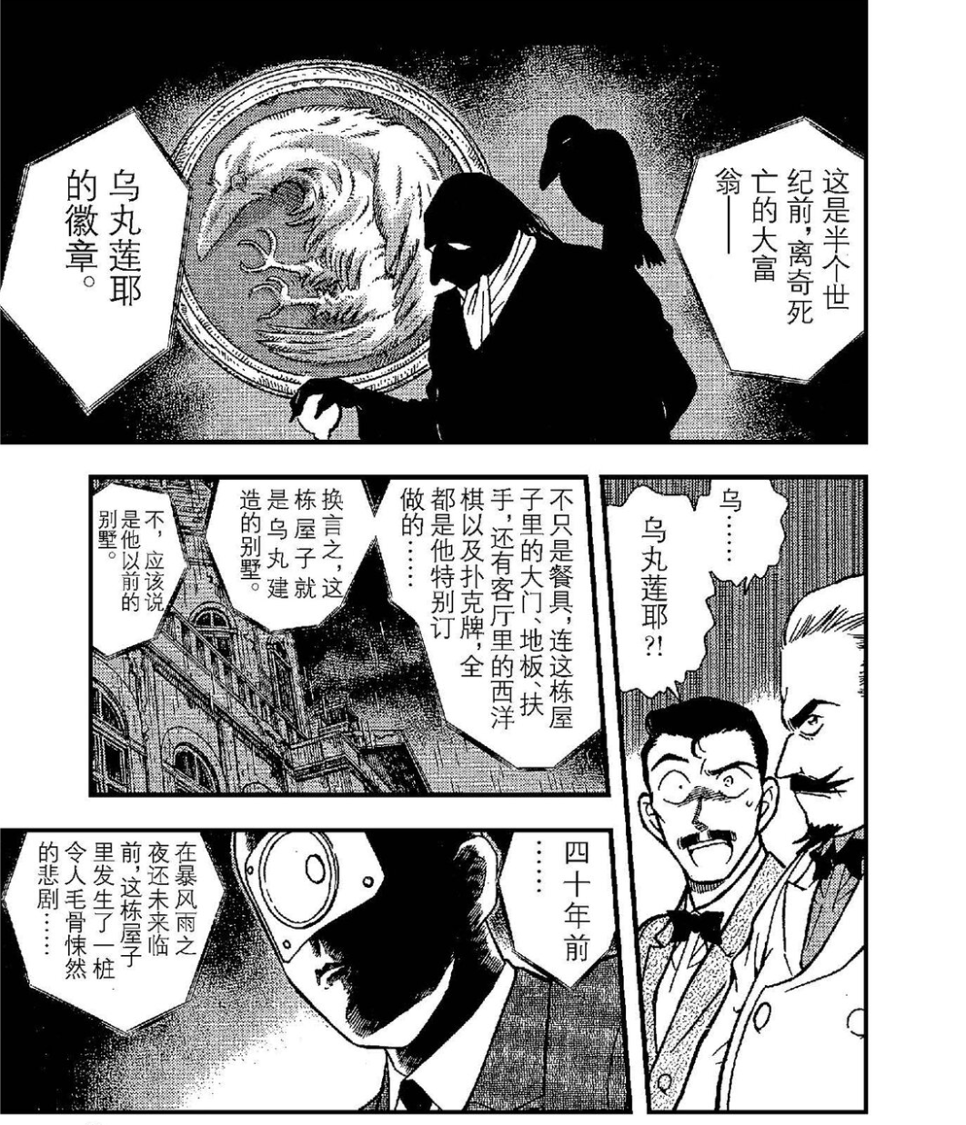 这是半个世
纪前，离奇死
亡的大富
翁——
乌丸莲耶
的徽章。
乌……
乌丸莲耶?!
不只是餐具，连这栋屋
子里的大门、地板、扶
手，还有客厅里的西洋
棋以及扑克牌，全
都是他特别订
做的……
换言之，这
栋屋子就
是乌丸建
造的别墅。
不，应该说
是他以前的
别墅。
四十年前
……
在暴风雨之
夜还未来临
前，这栋屋子
里发生了一桩
令人毛骨悚然
的悲剧……